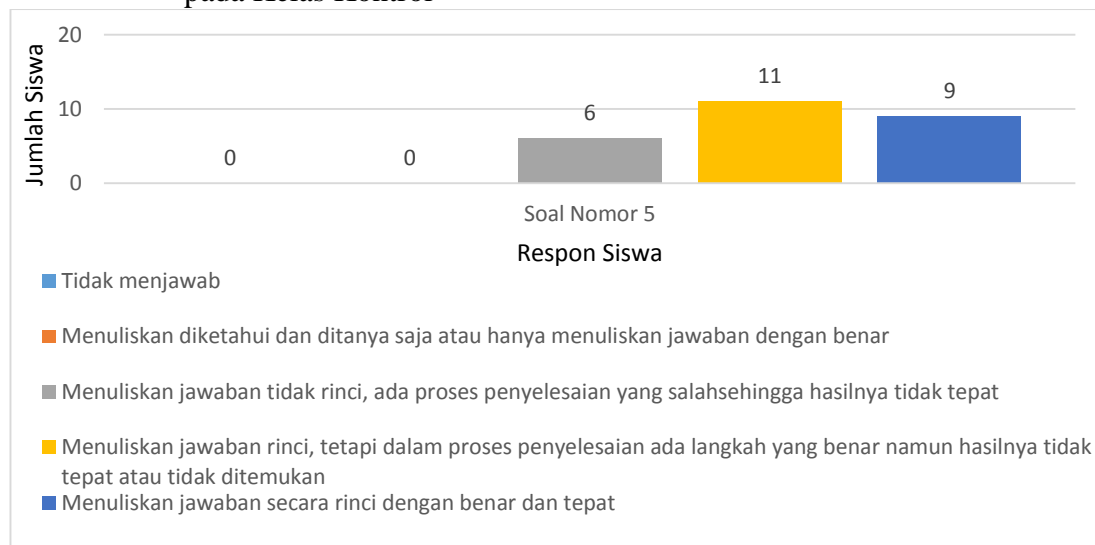 pada Kelas Kontrol
20
10
0
Jumlah Siswa
0
0
6
11
9
Soal Nomor 5
Respon Siswa
Tidak menjawab
Menuliskan diketahui dan ditanya saja atau hanya menuliskan jawaban dengan benar
Menuliskan jawaban tidak rinci, ada proses penyelesaian yang salahsehingga hasilnya tidak tepat
Menuliskan jawaban rinci, tetapi dalam proses penyelesaian ada langkah yang benar namun hasilnya tidak
tepat atau tidak ditemukan
Menuliskan jawaban secara rinci dengan benar dan tepat